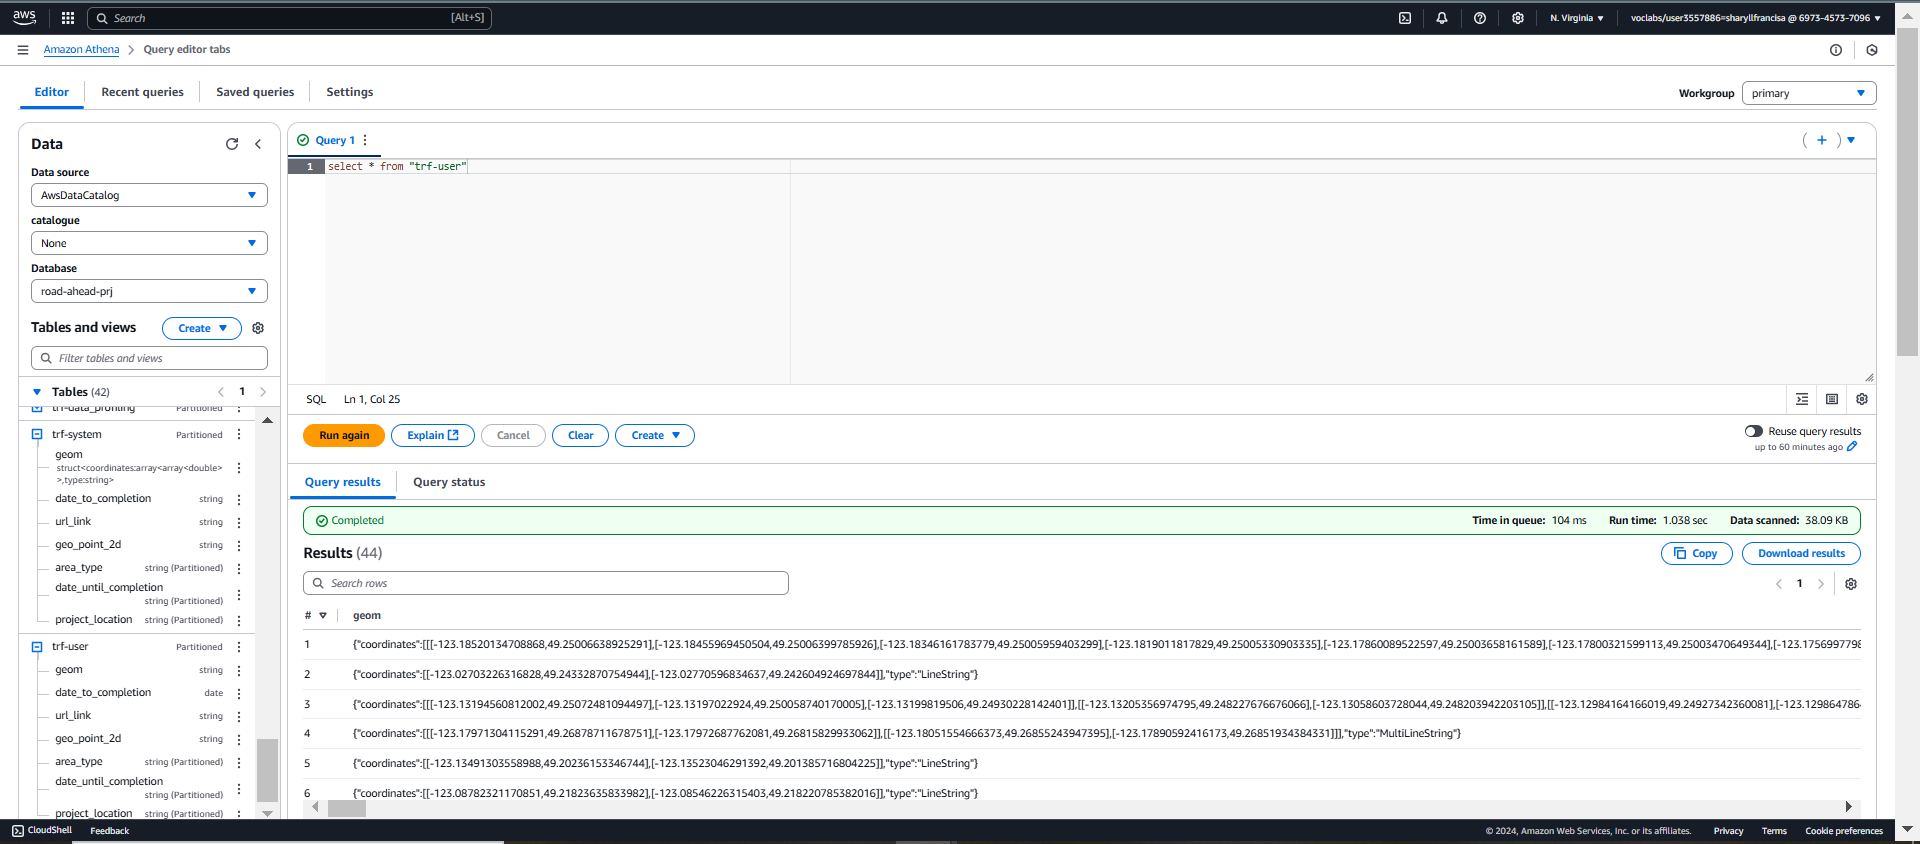 aws
Search
[Alt+S]
N. Virginia
voclabs/user3557886=sharyllfrancisa @ 6973-4573-7096
Amazon Athena
Query editor tabs
Editor
Recent queries
Saved queries
Settings
Workgroup
primary
Data
Data source
AwsDataCatalog
catalogue
None
Database
road-ahead-prj
Tables and views
Create
Filter tables and views
Tables (42)
1
trf-data_profiling
Partitioned
trf-system
Partitioned
geom
struct<coordinates:array<array<double>
>,type:string>
date_to_completion
string
url_link
string
geo_point_2d
string
area_type
string (Partitioned)
date_until_completion
string (Partitioned)
project_location
string (Partitioned)
trf-user
Partitioned
geom
string
date_to_completion
date
url_link
string
geo_point_2d
string
area_type
string (Partitioned)
date_until_completion
string (Partitioned)
project_location
string (Partitioned)
Query 1
1
select * from "trf-user"
SQL
Ln 1, Col 25
Run again
Explain
Cancel
Clear
Create
Reuse query results
up to 60 minutes ago
Query results
Query status
Completed
Time in queue: 104 ms
Run time: 1.038 sec
Data scanned: 38.09 KB
Results (44)
Copy
Download results
Search rows
1
# geom
1 {"coordinates":[[[-123.18520134708868,49.25006638925291],[-123.18455969450504,49.25006399785926],[-123.18346161783779,49.25005959403299],[-123.1819011817829,49.25005330903335],[-123.17860089522597,49.25003658161589],[-123.17800321599113,49.25003470649344],[-123.1756997798
2 {"coordinates":[[-123.02703226316828,49.24332870754944],[-123.02770596834637,49.242604924697844]],"type":"LineString"}
3 {"coordinates":[[[-123.13194560812002,49.25072481094497],[-123.13197022924,49.250058740170005],[-123.13199819506,49.24930228142401]],[[-123.13205356974795,49.248227676676066],[-123.13058603728044,49.248203942203105]],[[-123.12984164166019,49.24927342360081],[-123.1298647864
4 {"coordinates":[[[-123.17971304115291,49.26878711678751],[-123.17972687762081,49.26815829933062]],[[-123.18051554666373,49.26855243947395],[-123.17890592416173,49.26851934384331]]],"type":"MultiLineString"}
5 {"coordinates":[[-123.13491303558988,49.20236153346744],[-123.13523046291392,49.201385716804225]],"type":"LineString"}
6 {"coordinates":[[-123.08782321170851,49.21823635833982],[-123.08546226315403,49.218220785382016]],"type":"LineString"}
CloudShell
Feedback
© 2024, Amazon Web Services, Inc. or its affiliates.
Privacy
Terms
Cookie preferences